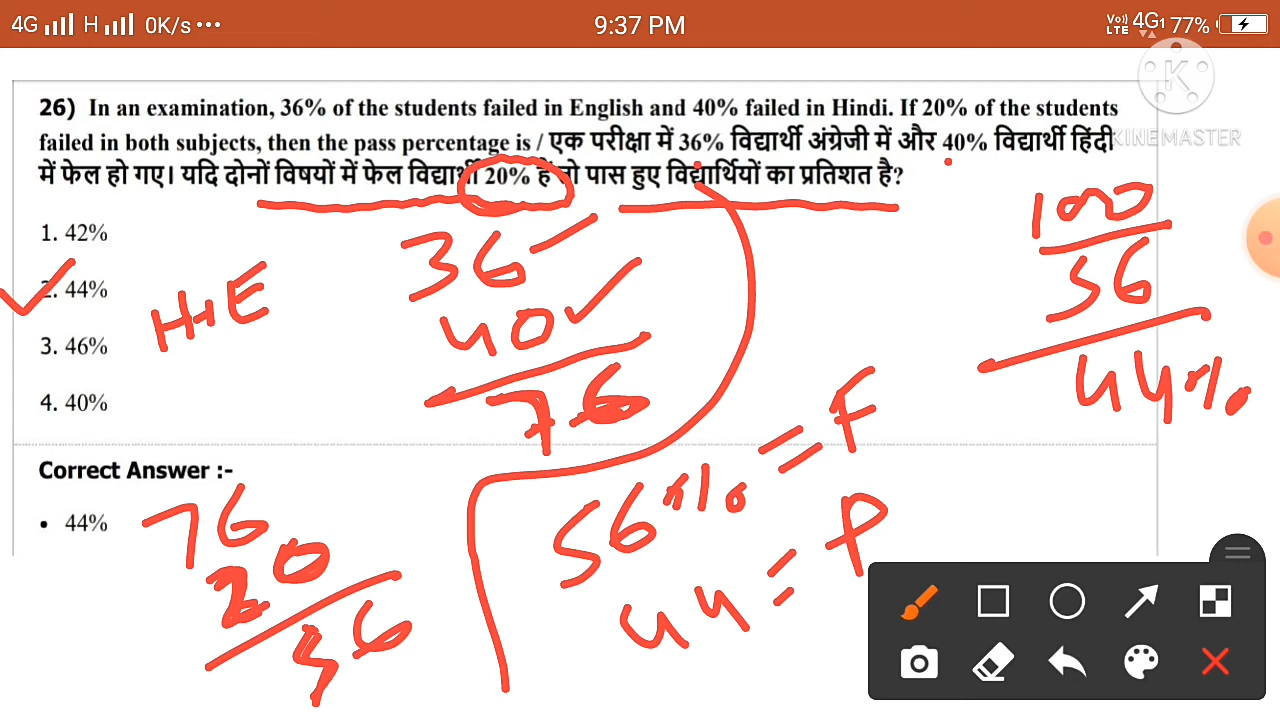 4G H 0K/s ••• 9:37 PM Vo) LTE 4G1 77%
K
KINEMASTER
26) In an examination, 36% of the students failed in English and 40% failed in Hindi. If 20% of the students
failed in both subjects, then the pass percentage is / एक परीक्षा में 36% विद्यार्थी अंग्रेजी में और 40% विद्यार्थी हिंदी
में फेल हो गए। यदि दोनों विषयों में फेल विद्यार्थी 20% हैं तो पास हुए विद्यार्थियों का प्रतिशत है?
1. 42%
2. 44%
3. 46%
4. 40%
H+E
36
40
76
100
56
44%
Correct Answer :-
• 44%
76
20
56
56% = F
44 = P